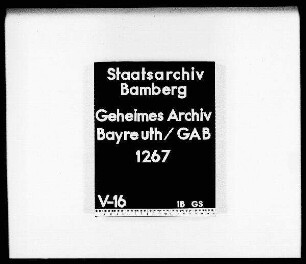 Staatsarchiv
Bamberg
Geheimes Archiv
Bayreuth/GAB
1267
V-16 1B GS